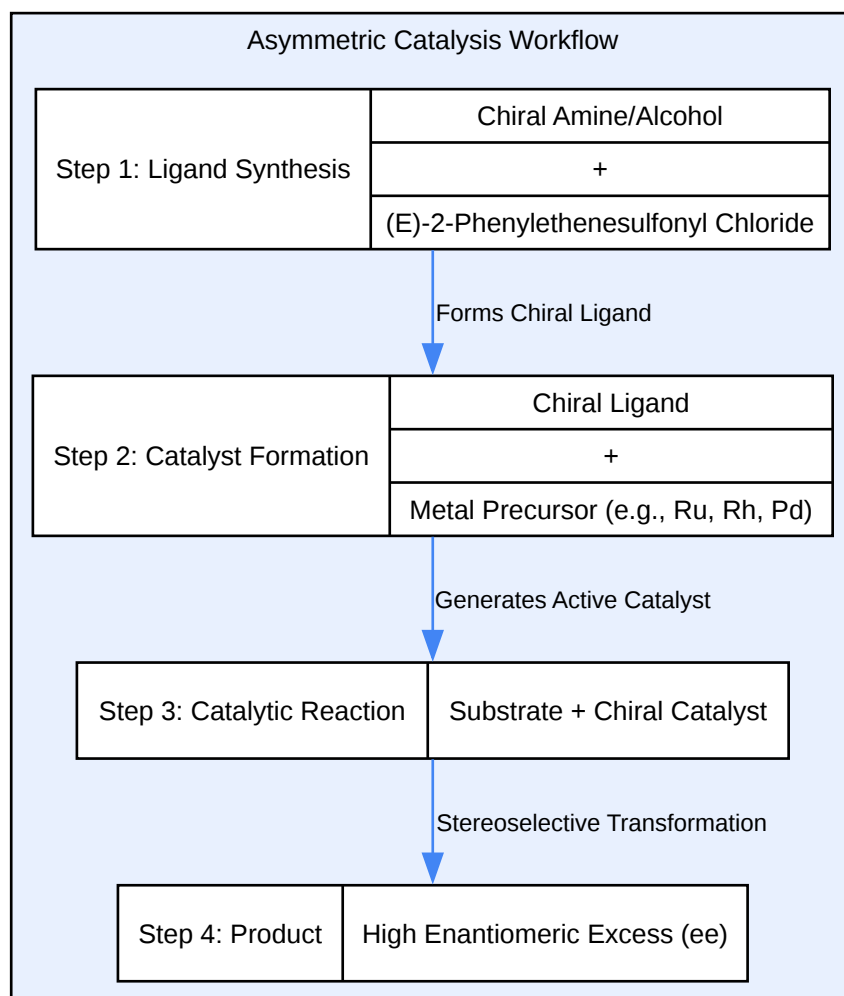 Asymmetric Catalysis Workflow
Step 1: Ligand Synthesis
Chiral Amine/Alcohol
+
(E)-2-Phenylethenesulfonyl Chloride
Forms Chiral Ligand
Step 2: Catalyst Formation
Chiral Ligand
+
Metal Precursor (e.g., Ru, Rh, Pd)
Generates Active Catalyst
Step 3: Catalytic Reaction
Substrate + Chiral Catalyst
Stereoselective Transformation
Step 4: Product
High Enantiomeric Excess (ee)